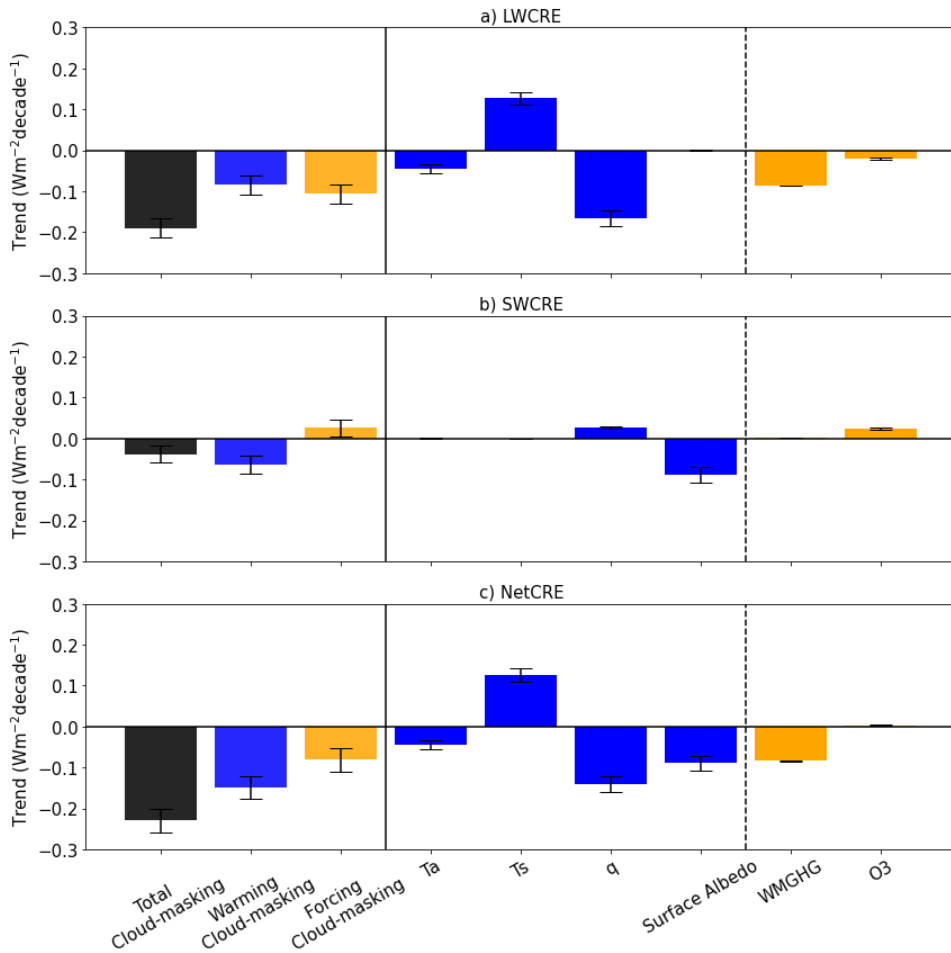 a) LWCRE
0.3
0.2
0.1
0.0
−0.1
−0.2
−0.3
Trend (Wm⁻²decade⁻¹)
b) SWCRE
0.3
0.2
0.1
0.0
−0.1
−0.2
−0.3
Trend (Wm⁻²decade⁻¹)
c) NetCRE
0.3
0.2
0.1
0.0
−0.1
−0.2
−0.3
Trend (Wm⁻²decade⁻¹)
Total
Cloud-masking
Warming
Cloud-masking
Forcing
Cloud-masking
Ta
Ts
q
Surface Albedo
WMGHG
O3